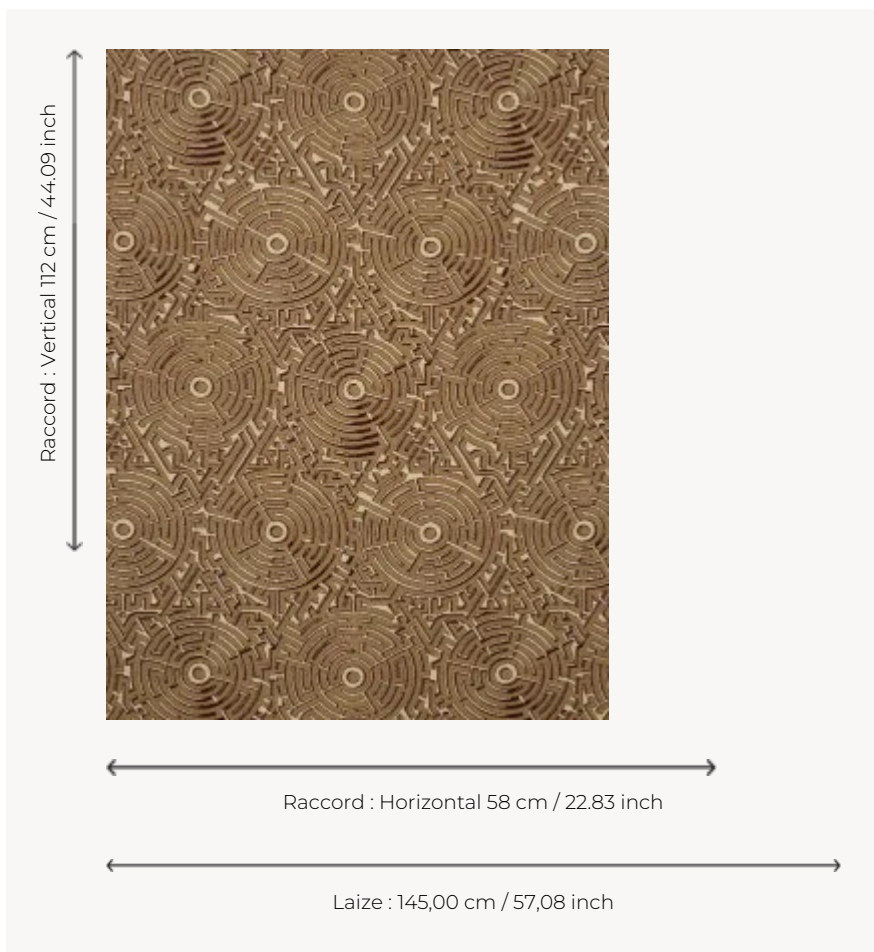 Raccord : Vertical 112 cm / 44.09 inch
Raccord : Horizontal 58 cm / 22.83 inch
Laize : 145,00 cm / 57,08 inch